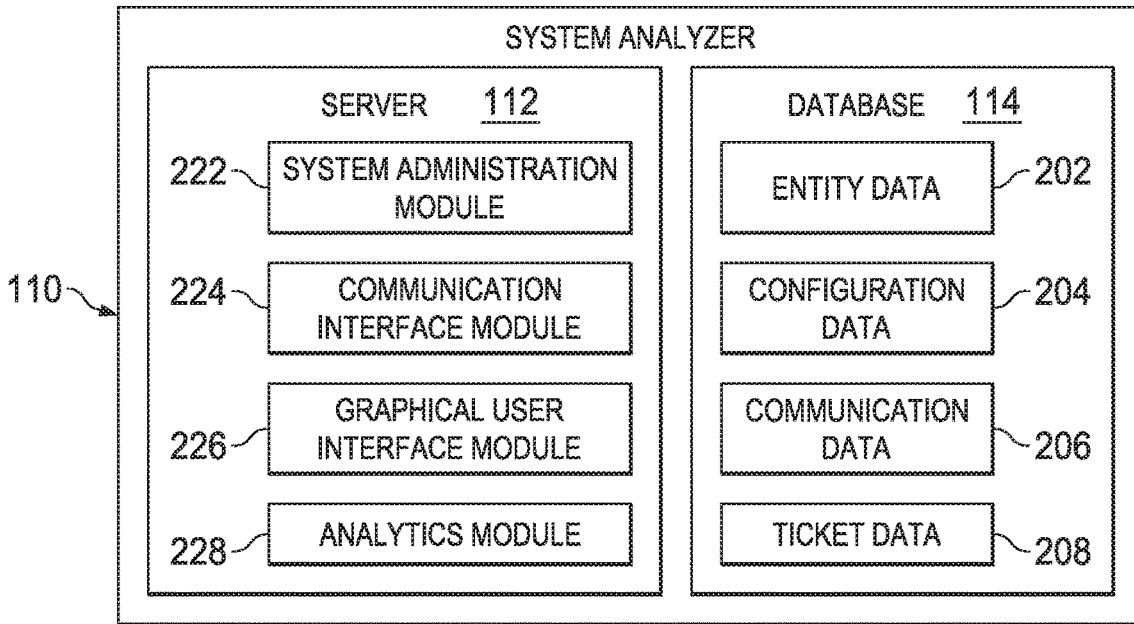 SYSTEM ANALYZER
SERVER 112
222
SYSTEM ADMINISTRATION
MODULE
224
COMMUNICATION
INTERFACE MODULE
226
GRAPHICAL USER
INTERFACE MODULE
228
ANALYTICS MODULE
110
DATABASE 114
ENTITY DATA
202
CONFIGURATION
DATA
204
COMMUNICATION
DATA
206
TICKET DATA
208